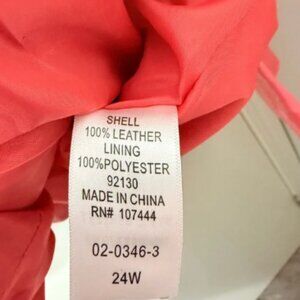 SHELL
100% LEATHER
LINING
100%POLYESTER
92130
MADE IN CHINA
RN# 107444
02-0346-3
24W